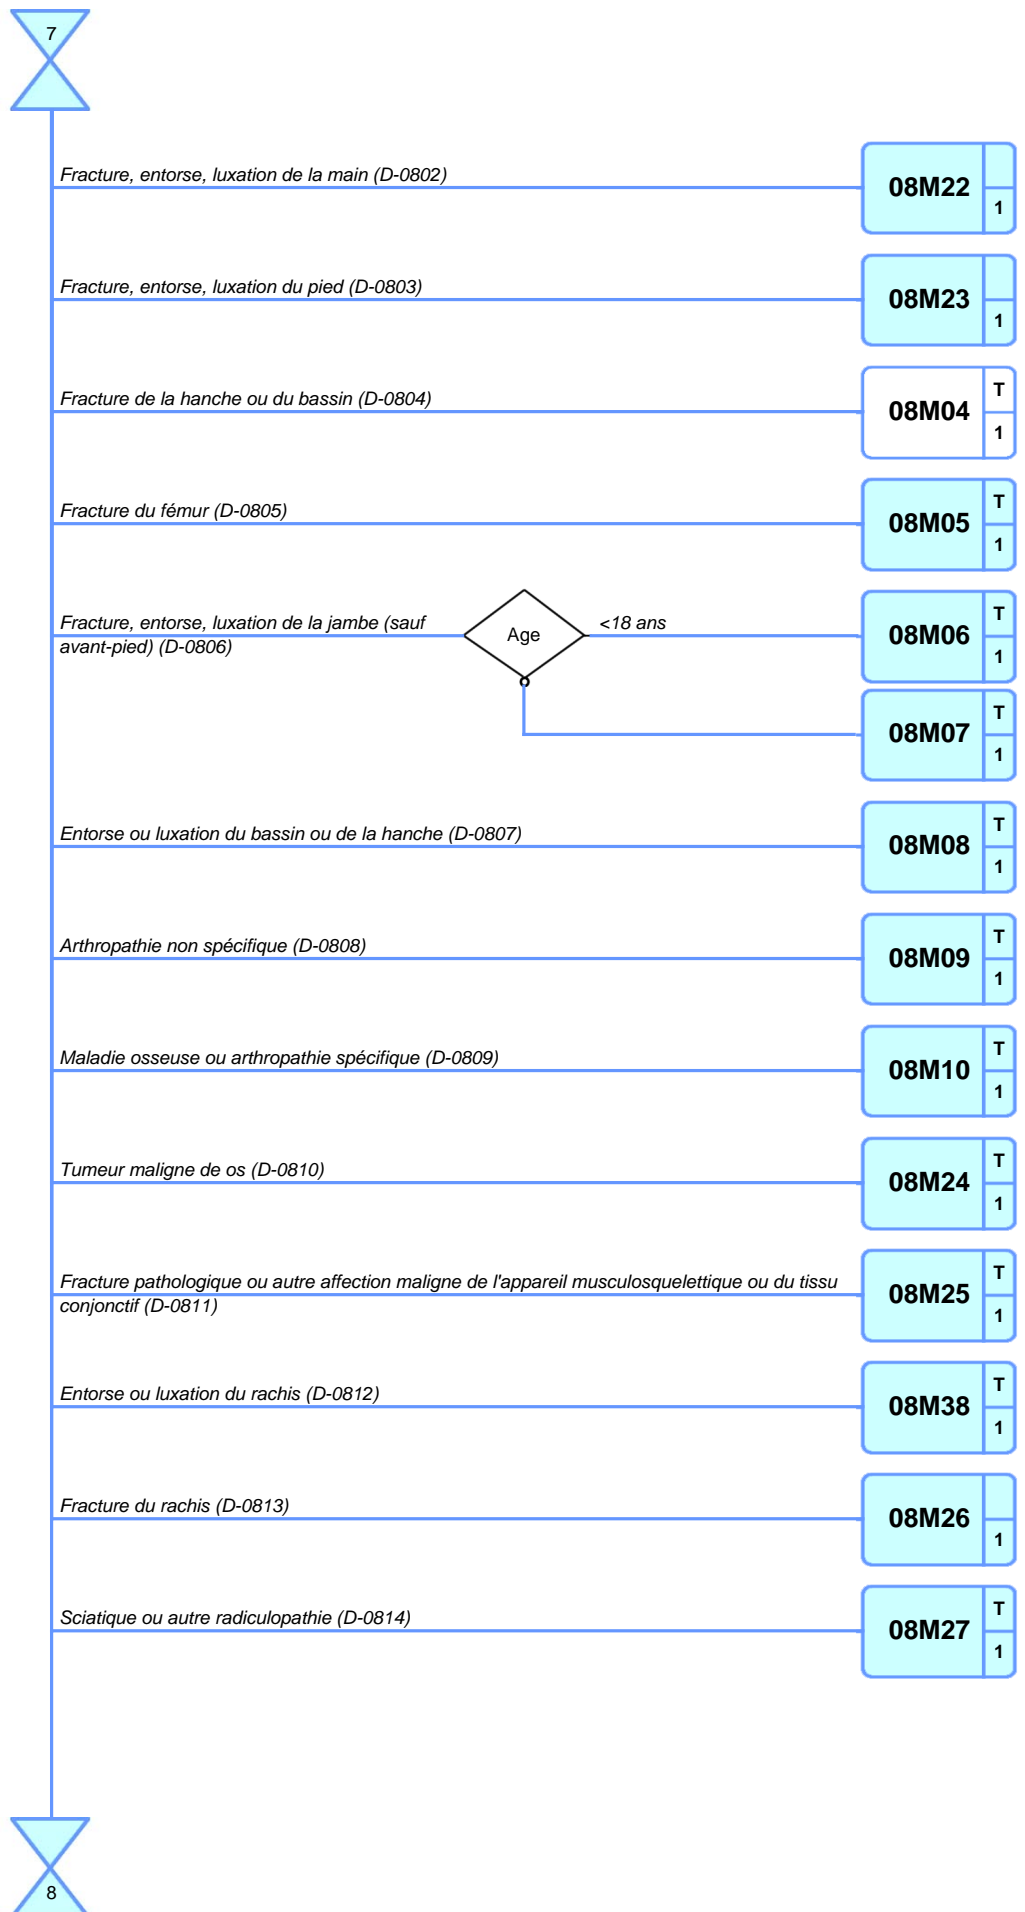 7
Fracture, entorse, luxation de la main (D-0802)
08M22
1
Fracture, entorse, luxation du pied (D-0803)
08M23
1
Fracture de la hanche ou du bassin (D-0804)
08M04
T
1
Fracture du fémur (D-0805)
08M05
T
1
Fracture, entorse, luxation de la jambe (sauf
avant-pied) (D-0806)
Age
<18 ans
08M06
T
1
08M07
T
1
Entorse ou luxation du bassin ou de la hanche (D-0807)
08M08
T
1
Arthropathie non spécifique (D-0808)
08M09
T
1
Maladie osseuse ou arthropathie spécifique (D-0809)
08M10
T
1
Tumeur maligne de os (D-0810)
08M24
T
1
Fracture pathologique ou autre affection maligne de l'appareil musculosquelettique ou du tissu
conjonctif (D-0811)
08M25
T
1
Entorse ou luxation du rachis (D-0812)
08M38
T
1
Fracture du rachis (D-0813)
08M26
1
Sciatique ou autre radiculopathie (D-0814)
08M27
T
1
8